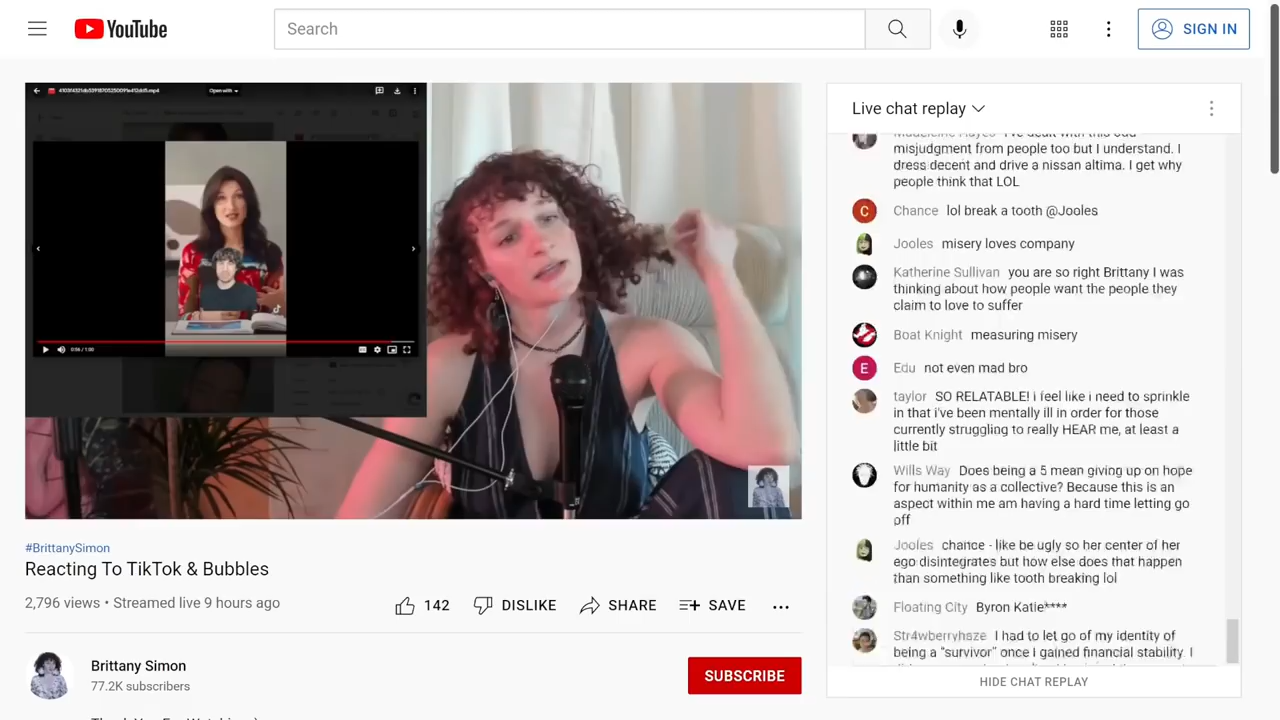 YouTube
Search
SIGN IN
4103f4321db5391870525009
Open with
0:56 / 1:00
#BrittanySimon
Reacting To TikTok & Bubbles
2,796 views • Streamed live 9 hours ago
142
DISLIKE
SHARE
SAVE
Brittany Simon
77.2K subscribers
SUBSCRIBE
Live chat replay
misjudgment from people too but I understand. I
dress decent and drive a nissan altima. I get why
people think that LOL
Chance lol break a tooth @Jooles
Jooles misery loves company
Katherine Sullivan you are so right Brittany I was
thinking about how people want the people they
claim to love to suffer
Boat Knight measuring misery
Edu not even mad bro
taylor SO RELATABLE! i feel like i need to sprinkle
in that i've been mentally ill in order for those
currently struggling to really HEAR me, at least a
little bit
Wills Way Does being a 5 mean giving up on hope
for humanity as a collective? Because this is an
aspect within me am having a hard time letting go
off
Jooles chance - like be ugly so her center of her
ego disintegrates but how else does that happen
than something like tooth breaking lol
Floating City Byron Katie****
Str4wberryhaze I had to let go of my identity of
being a "survivor" once I gained financial stability. I
HIDE CHAT REPLAY